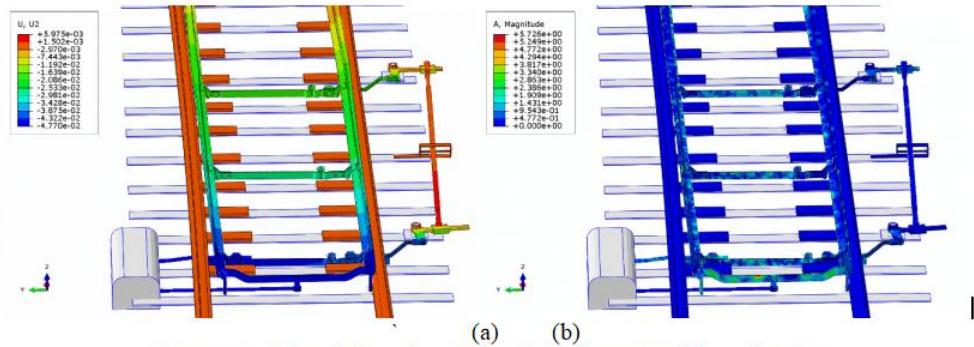 U, U2
+5.975e-03
+1.502e-03
-2.970e-03
-7.443e-03
-1.192e-02
-1.639e-02
-2.086e-02
-2.533e-02
-2.981e-02
-3.428e-02
-3.875e-02
-4.322e-02
-4.770e-02
Z
Y
A, Magnitude
+5.726e+00
+5.249e+00
+4.772e+00
+4.294e+00
+3.817e+00
+3.340e+00
+2.863e+00
+2.386e+00
+1.909e+00
+1.431e+00
+9.543e-01
+4.772e-01
+0.000e+00
Z
Y
(a) (b)